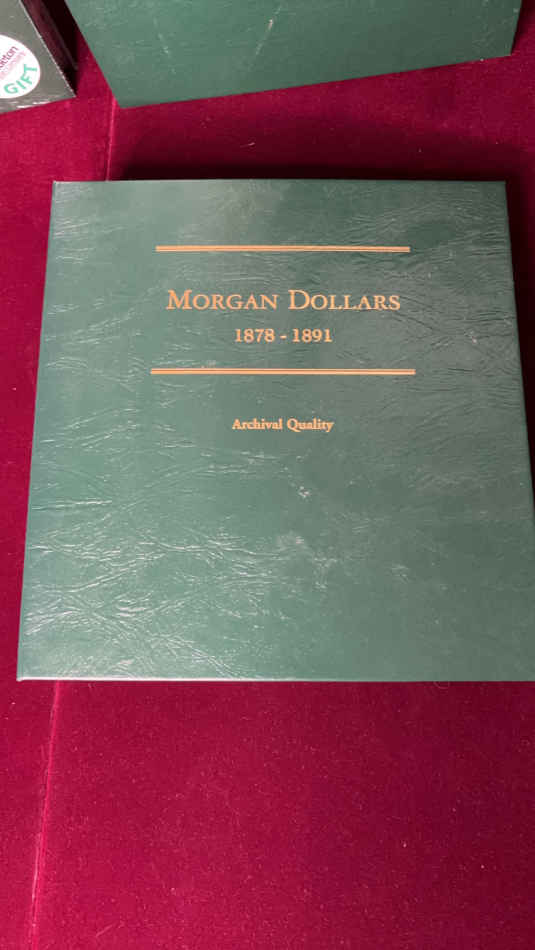 GIFT
MORGAN DOLLARS
1878 - 1891
Archival Quality